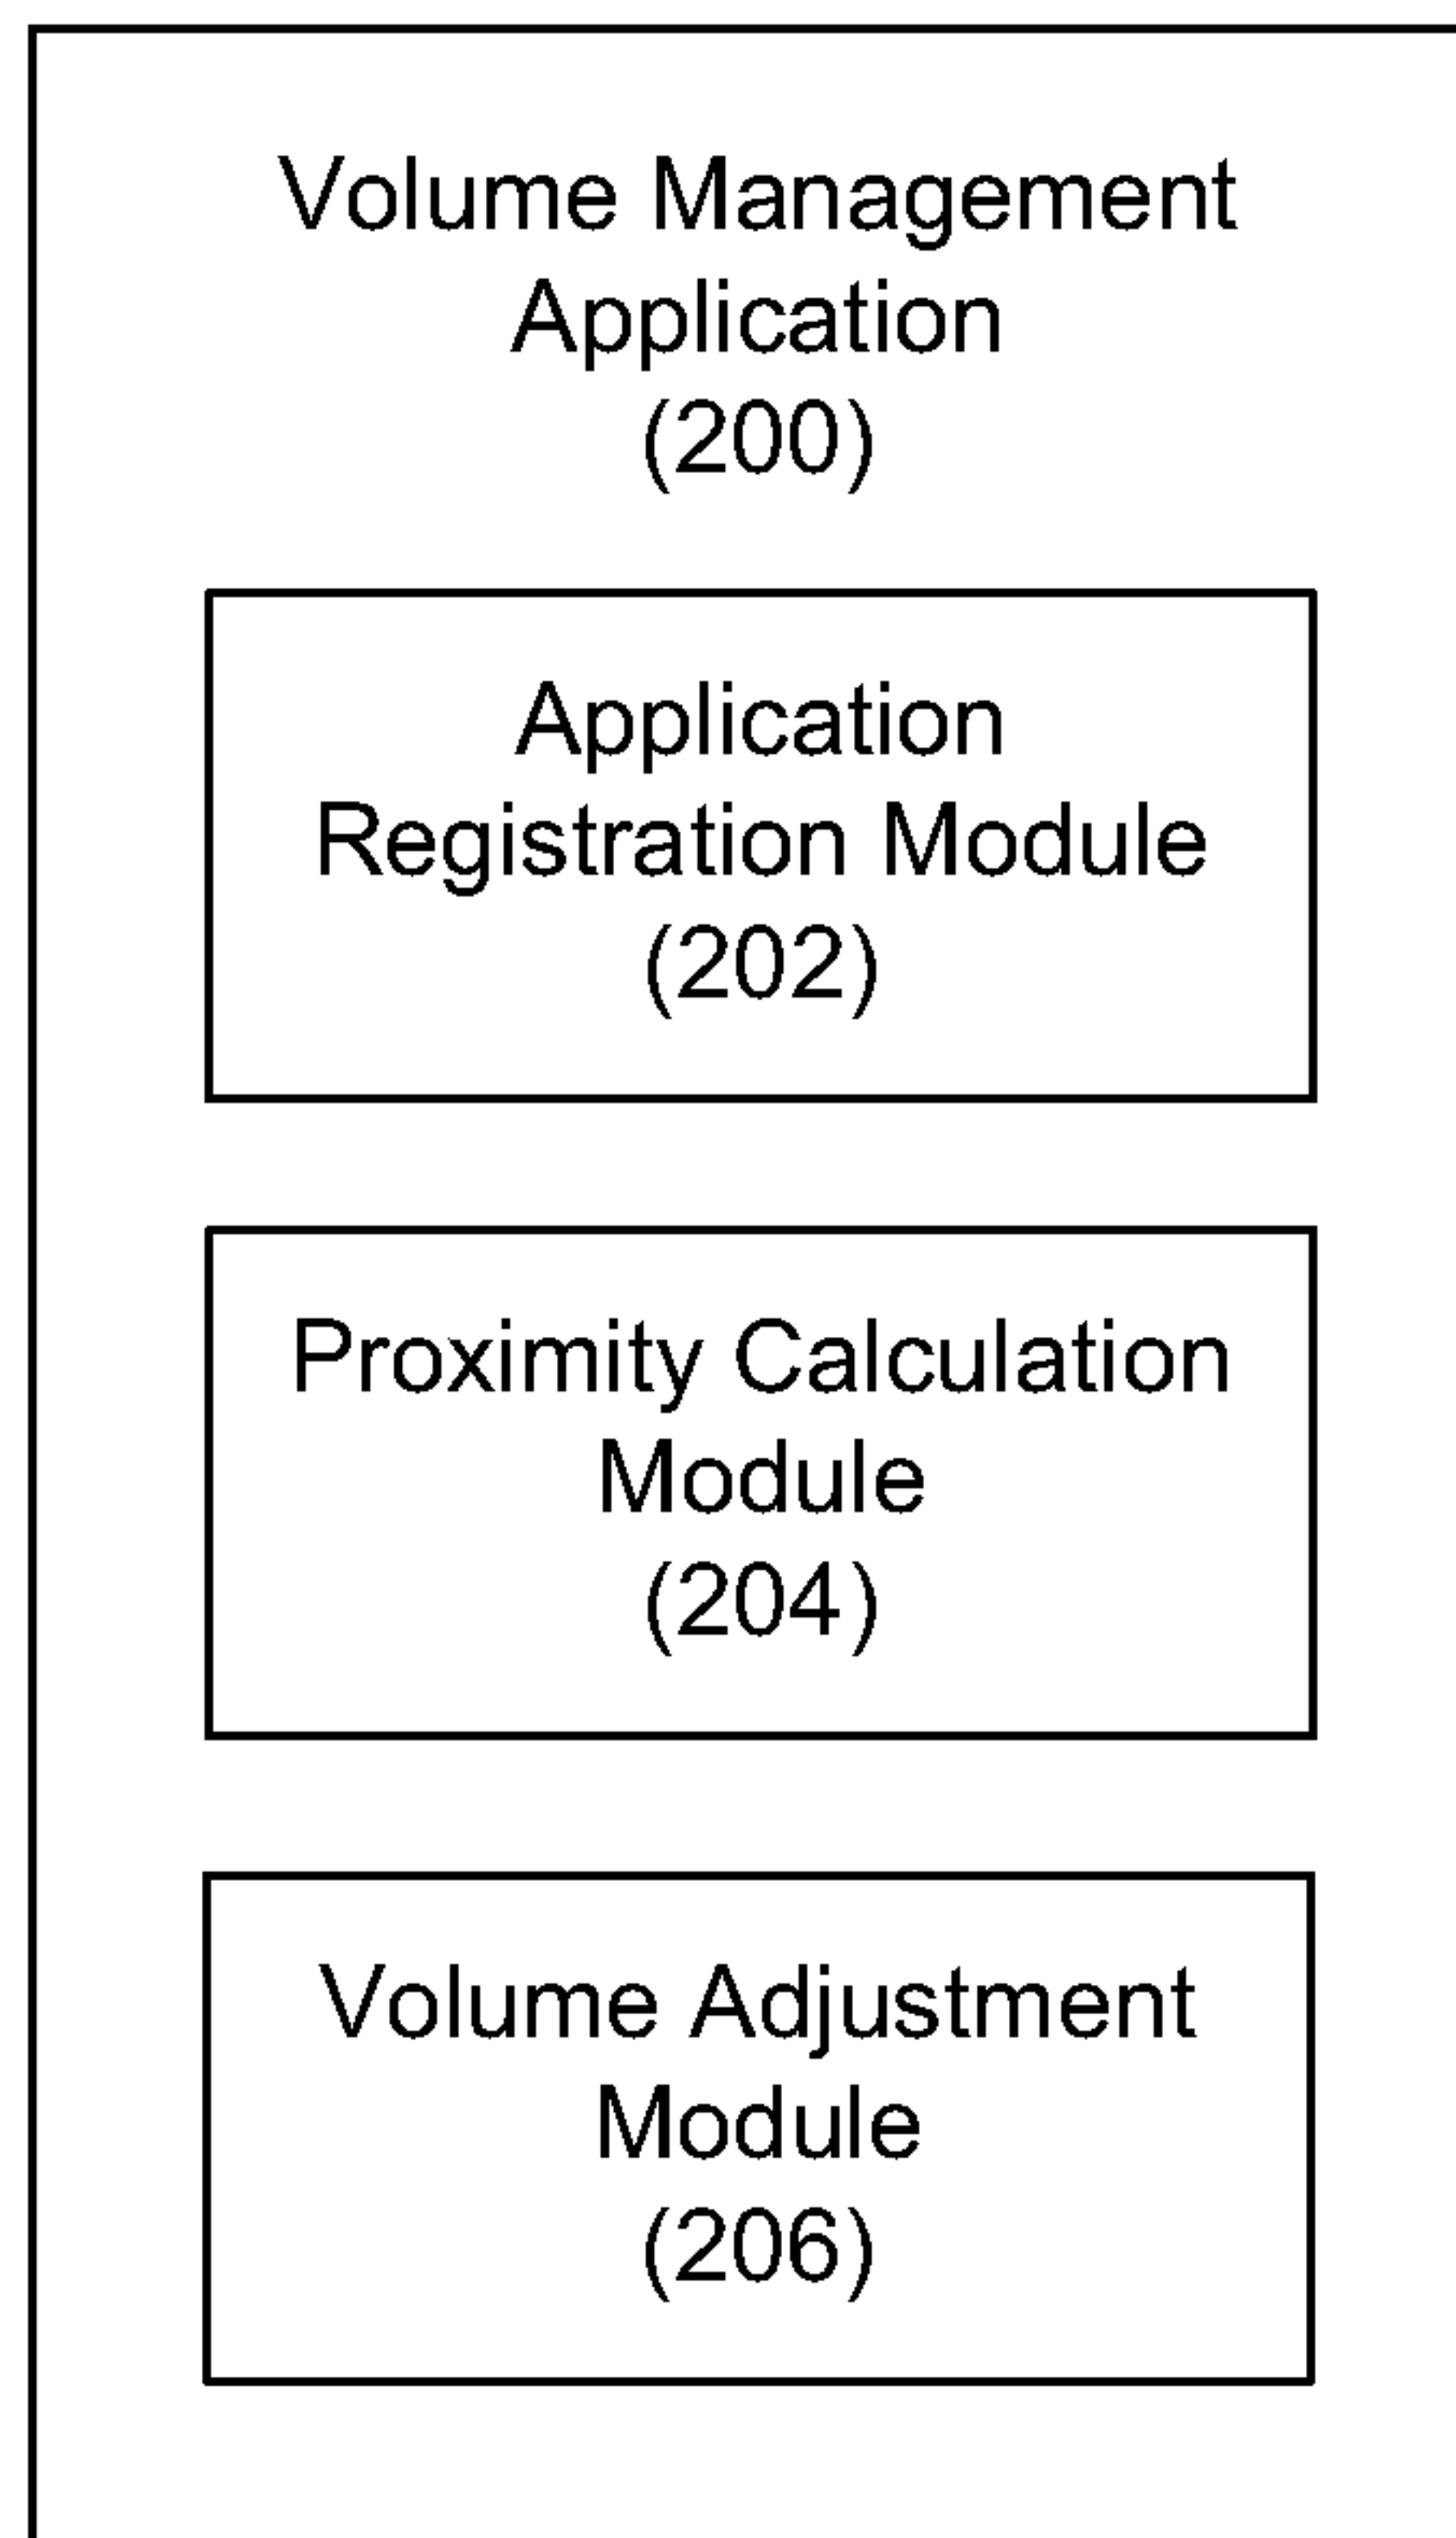 Volume Management
Application
(200)
Application
Registration Module
(202)
Proximity Calculation
Module
(204)
Volume Adjustment
Module
(206)